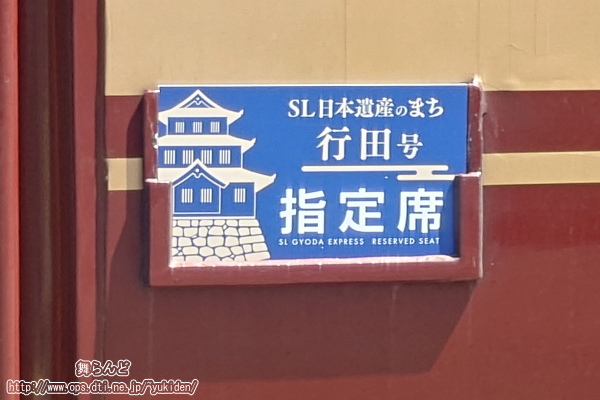 SL日本遺産のまち
行田号
指定席
SL GYODA EXPRESS RESERVED SEAT
舞らんど
http://www.ops.dti.ne.jp/yukiden/